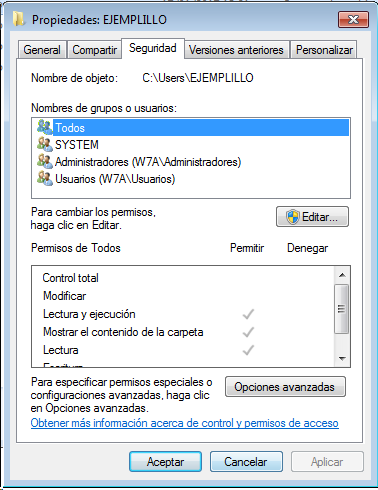 Propiedades: EJEMPLILLO
General
Compartir
Seguridad
Versiones anteriores
Personalizar
Nombre de objeto: C:\Users\EJEMPLILLO
Nombres de grupos o usuarios:
Todos
SYSTEM
Administradores (W7A\Administradores)
Usuarios (W7A\Usuarios)
Para cambiar los permisos,
haga clic en Editar.
Editar...
Permisos de Todos Permitir Denegar
Control total
Modificar
Lectura y ejecución
Mostrar el contenido de la carpeta
Lectura
Escritura
Para especificar permisos especiales o
configuraciones avanzadas, haga clic
en Opciones avanzadas.
Opciones avanzadas
Obtener más información acerca de control y permisos de acceso
Aceptar
Cancelar
Aplicar